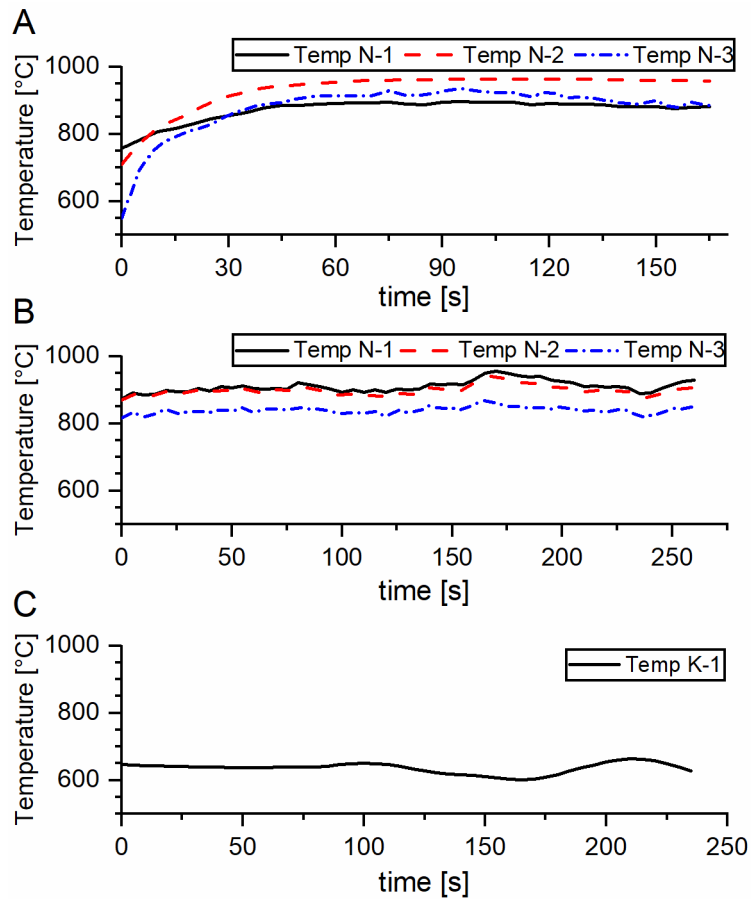 A
Temp N-1 Temp N-2 Temp N-3
Temperature [°C]
1000
800
600
0 30 60 90 120 150
time [s]
B
Temp N-1 Temp N-2 Temp N-3
Temperature [°C]
1000
800
600
0 50 100 150 200 250
time [s]
C
Temp K-1
Temperature [°C]
1000
800
600
0 50 100 150 200 250
time [s]